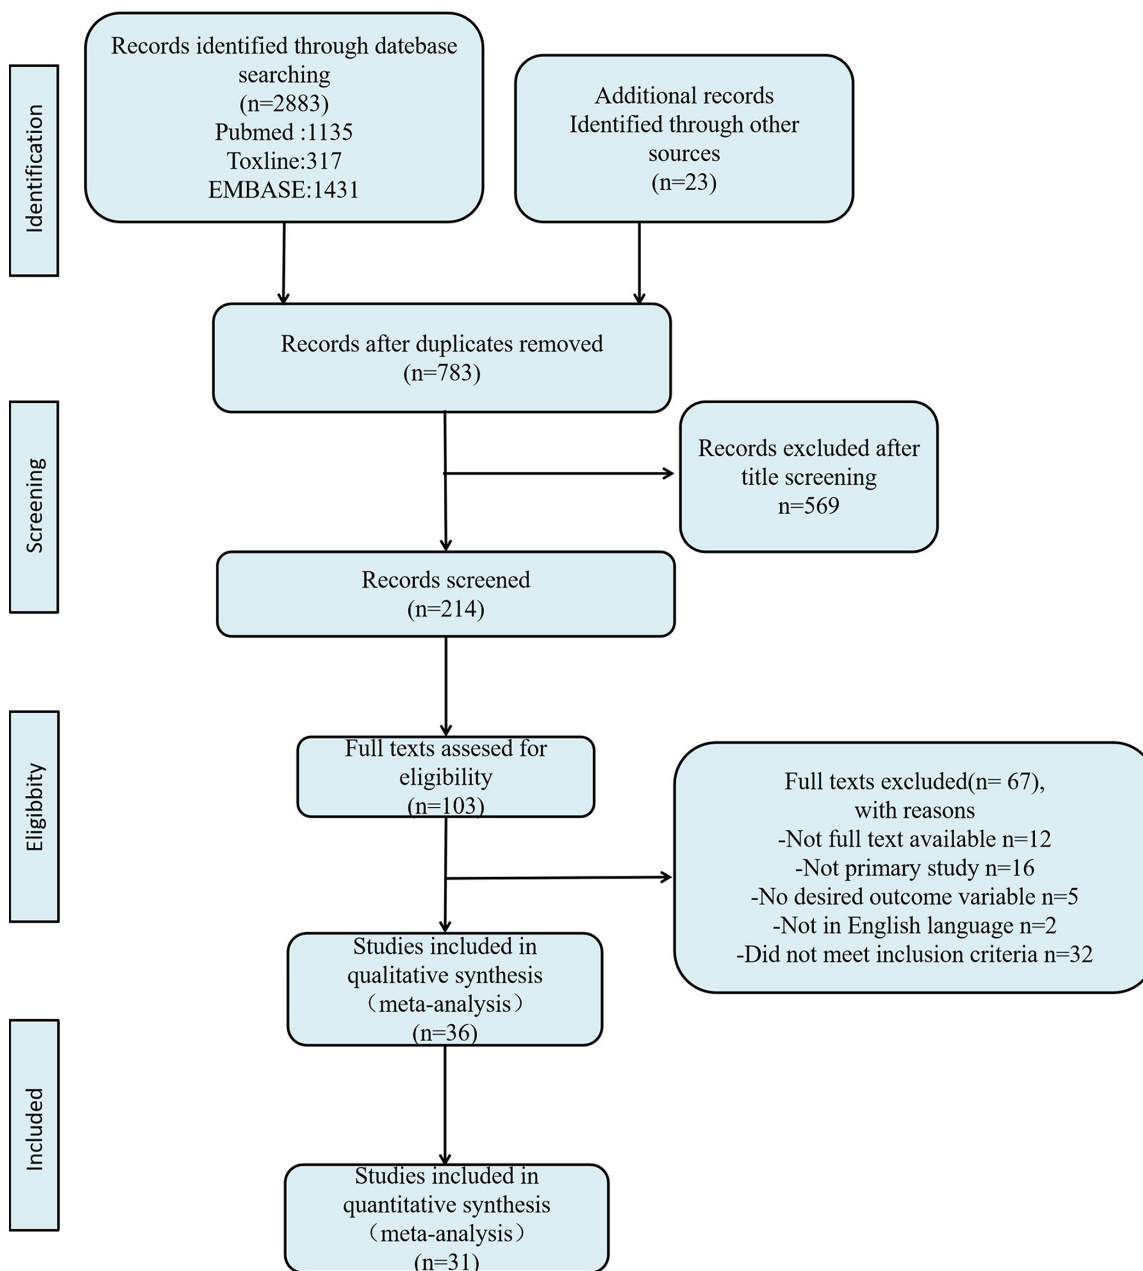 Identification
Records identified through datebase
searching
(n=2883)
Pubmed :1135
Toxline:317
EMBASE:1431
Additional records
Identified through other
sources
(n=23)
Records after duplicates removed
(n=783)
Screening
Records excluded after
title screening
n=569
Records screened
(n=214)
Eligibbity
Full texts assesed for
eligibility
(n=103)
Full texts excluded(n= 67),
with reasons
-Not full text available n=12
-Not primary study n=16
-No desired outcome variable n=5
-Not in English language n=2
-Did not meet inclusion criteria n=32
Studies included in
qualitative synthesis
（meta-analysis）
(n=36)
Included
Studies included in
quantitative synthesis
（meta-analysis）
(n=31)